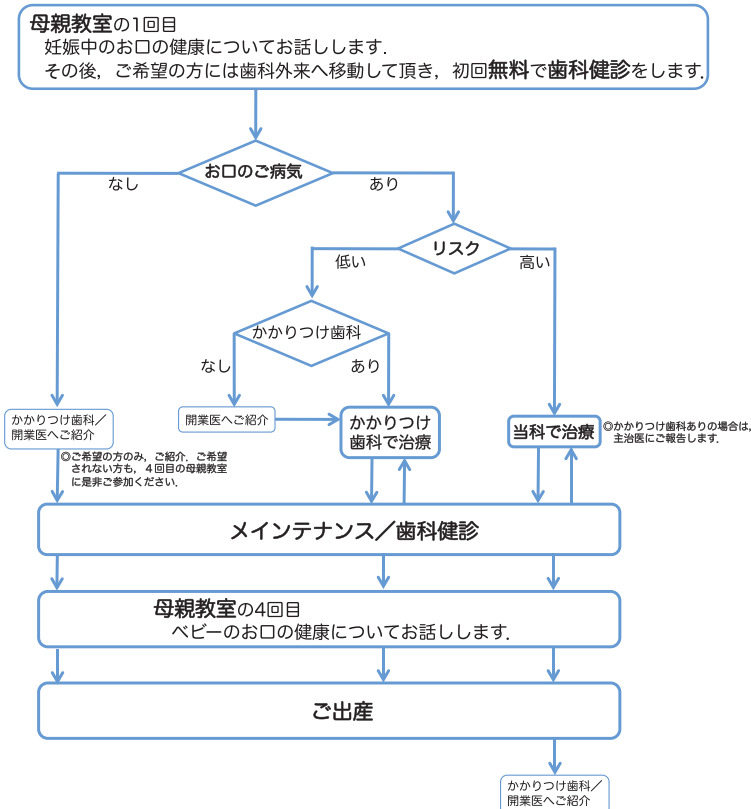 母親教室の1回目
妊娠中のお口の健康についてお話しします．
その後，ご希望の方には歯科外来へ移動して頂き，初回無料で歯科健診をします．
お口のご病気
なし
あり
リスク
低い
高い
かかりつけ歯科
なし
あり
かかりつけ歯科／
開業医へご紹介
開業医へご紹介
かかりつけ
歯科で治療
当科で治療
◎かかりつけ歯科ありの場合は，
主治医にご報告します．
◎ご希望の方のみ，ご紹介．ご希望
されない方も，４回目の母親教室
に是非ご参加ください．
メインテナンス／歯科健診
母親教室の4回目
ベビーのお口の健康についてお話しします．
ご出産
かかりつけ歯科／
開業医へご紹介